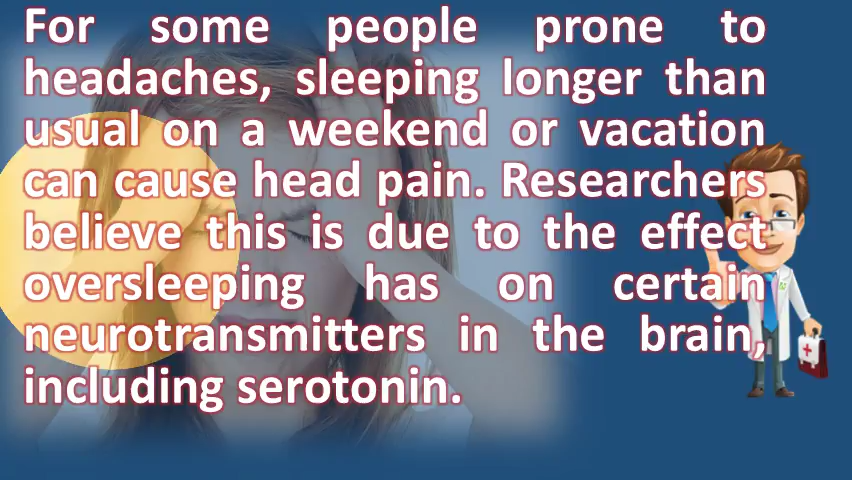 For some people prone to
headaches, sleeping longer than
usual on a weekend or vacation
can cause head pain. Researchers
believe this is due to the effect
oversleeping has on certain
neurotransmitters in the brain,
including serotonin.